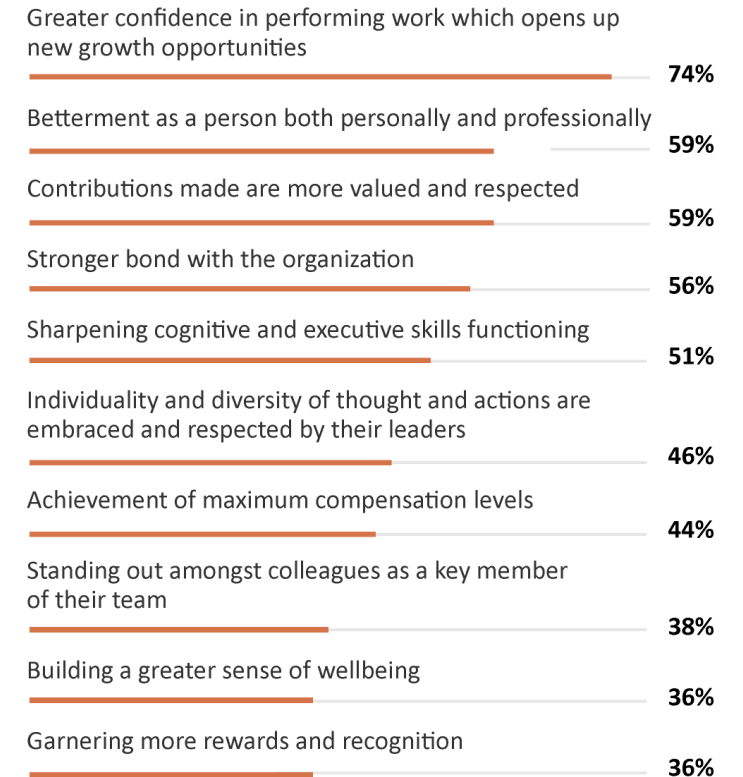 Greater confidence in performing work which opens up
new growth opportunities
74%
Betterment as a person both personally and professionally
59%
Contributions made are more valued and respected
59%
Stronger bond with the organization
56%
Sharpening cognitive and executive skills functioning
51%
Individuality and diversity of thought and actions are
embraced and respected by their leaders
46%
Achievement of maximum compensation levels
44%
Standing out amongst colleagues as a key member
of their team
38%
Building a greater sense of wellbeing
36%
Garnering more rewards and recognition
36%